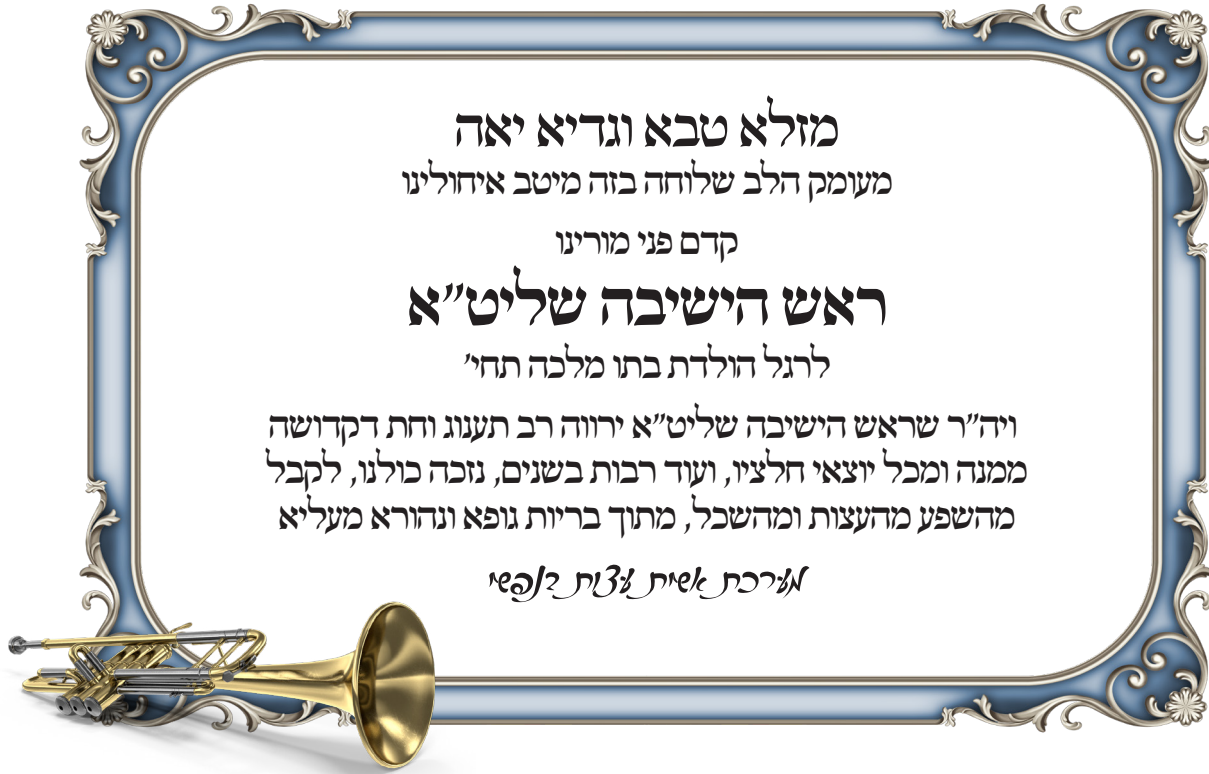 מזלא טבא וגדיא יאה
מעומק הלב שלוחה בזה מיטב איחולינו
קדם פני מורינו
ראש הישיבה שליט"א
לרגל הולדת בתו מלכה תחי'
ויה"ר שראש הישיבה שליט"א ירווה רב תענוג וחת דקדושה
ממנה ומכל יוצאי חלציו, ועוד רבות בשנים, נזכה כולנו, לקבל
מהשפע מהעצות ומהשכל, מתוך בריות גופא ונהורא מעליא
מערכת אשית עצות בנפשי